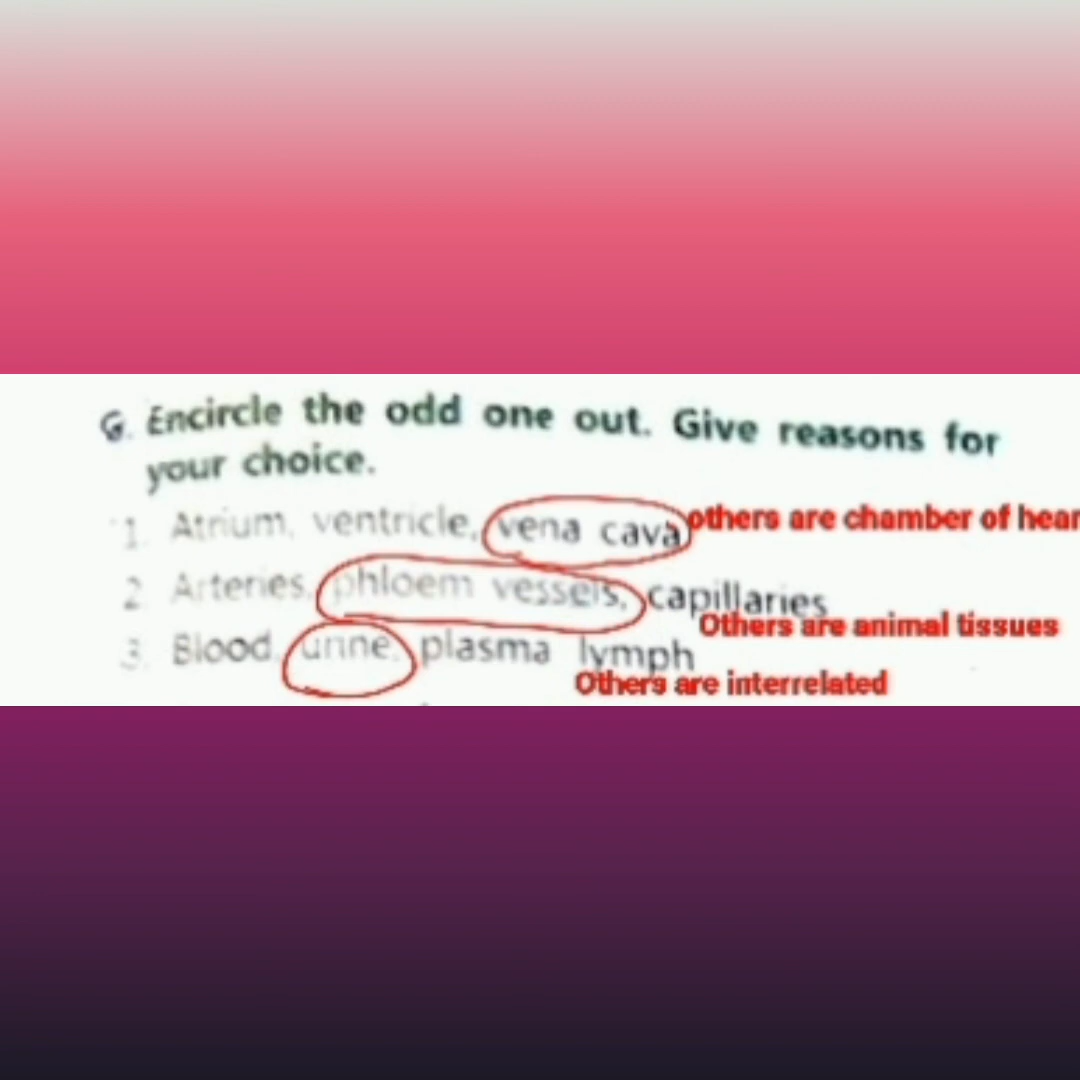 G. Encircle the odd one out. Give reasons for
your choice.
1. Atrium, ventricle, vena cava others are chamber of hear
2. Arteries, phloem vessels, capillaries
Others are animal tissues
3. Blood, urine, plasma lymph
Others are interrelated